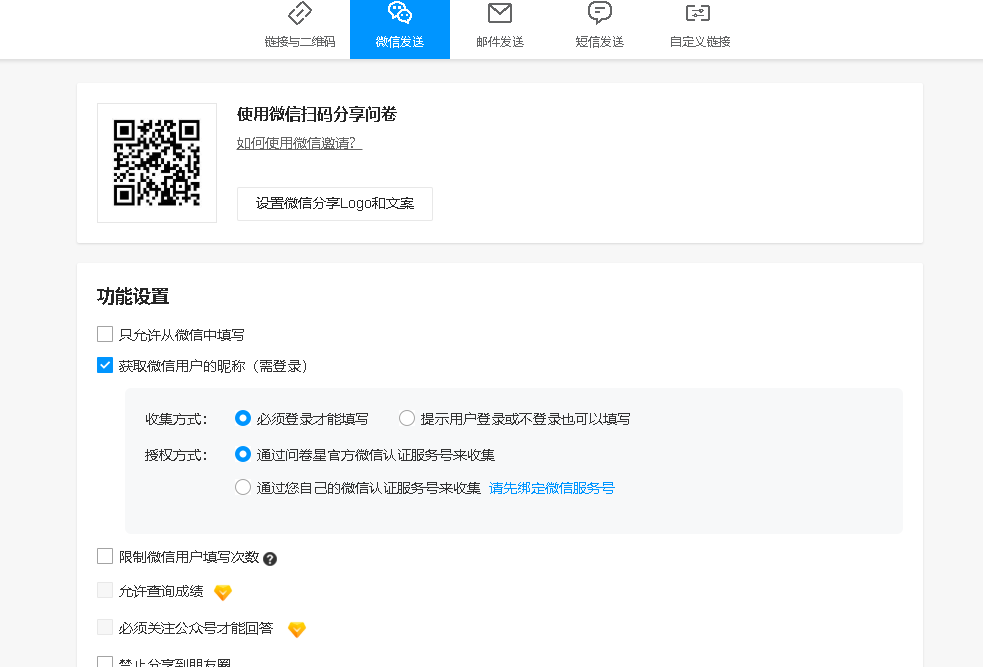 链接与二维码 微信发送 邮件发送 短信发送 自定义链接
使用微信扫码分享问卷
如何使用微信邀请？
设置微信分享Logo和文案
功能设置
只允许从微信中填写
获取微信用户的昵称（需登录）
收集方式： 必须登录才能填写 提示用户登录或不登录也可以填写
授权方式： 通过问卷星官方微信认证服务号来收集
通过您自己的微信认证服务号来收集 请先绑定微信服务号
限制微信用户填写次数 ?
允许查询成绩
必须关注公众号才能回答
禁止分享到朋友圈